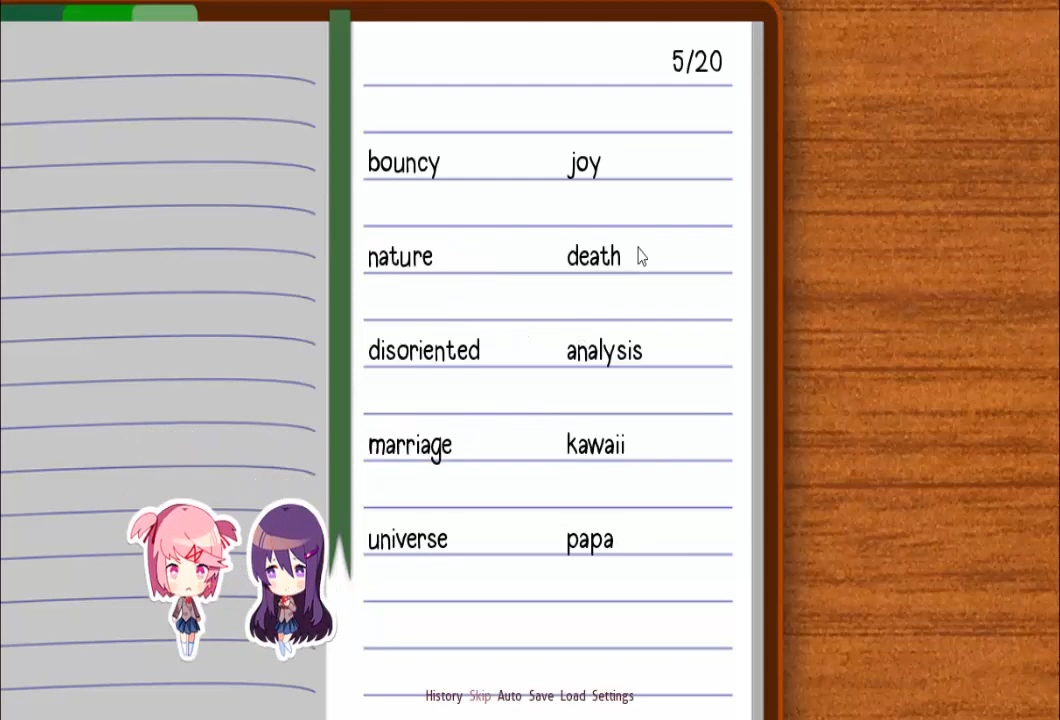 5/20
bouncy joy
nature death
disoriented analysis
marriage kawaii
universe papa
History Skip Auto Save Load Settings